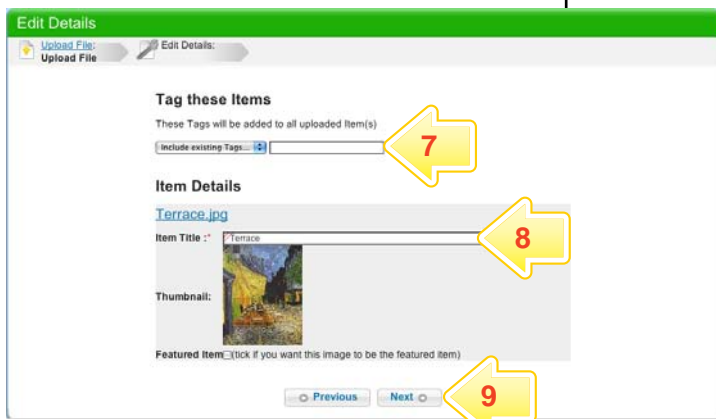 Edit Details
Upload File: Edit Details:
Upload File
Tag these Items
These Tags will be added to all uploaded Item(s)
Include existing Tags... 7
Item Details
Terrace.jpg
Item Title :* Terrace 8
Thumbnail:
Featured Item (tick if you want this image to be the featured item)
Previous Next 9